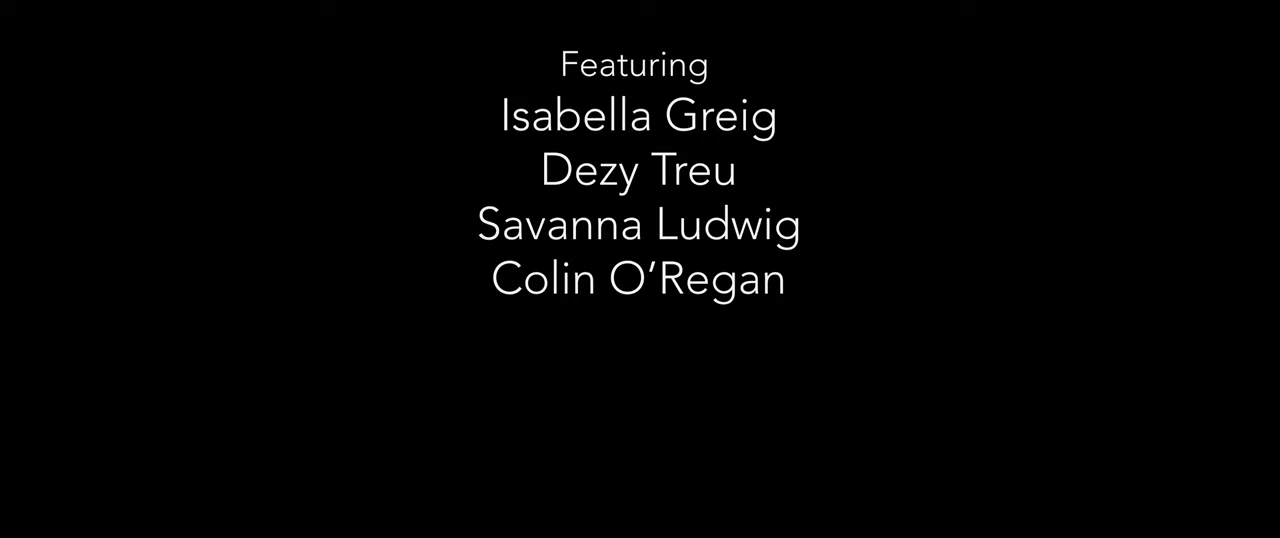 Featuring
Isabella Greig
Dezy Treu
Savanna Ludwig
Colin O’Regan